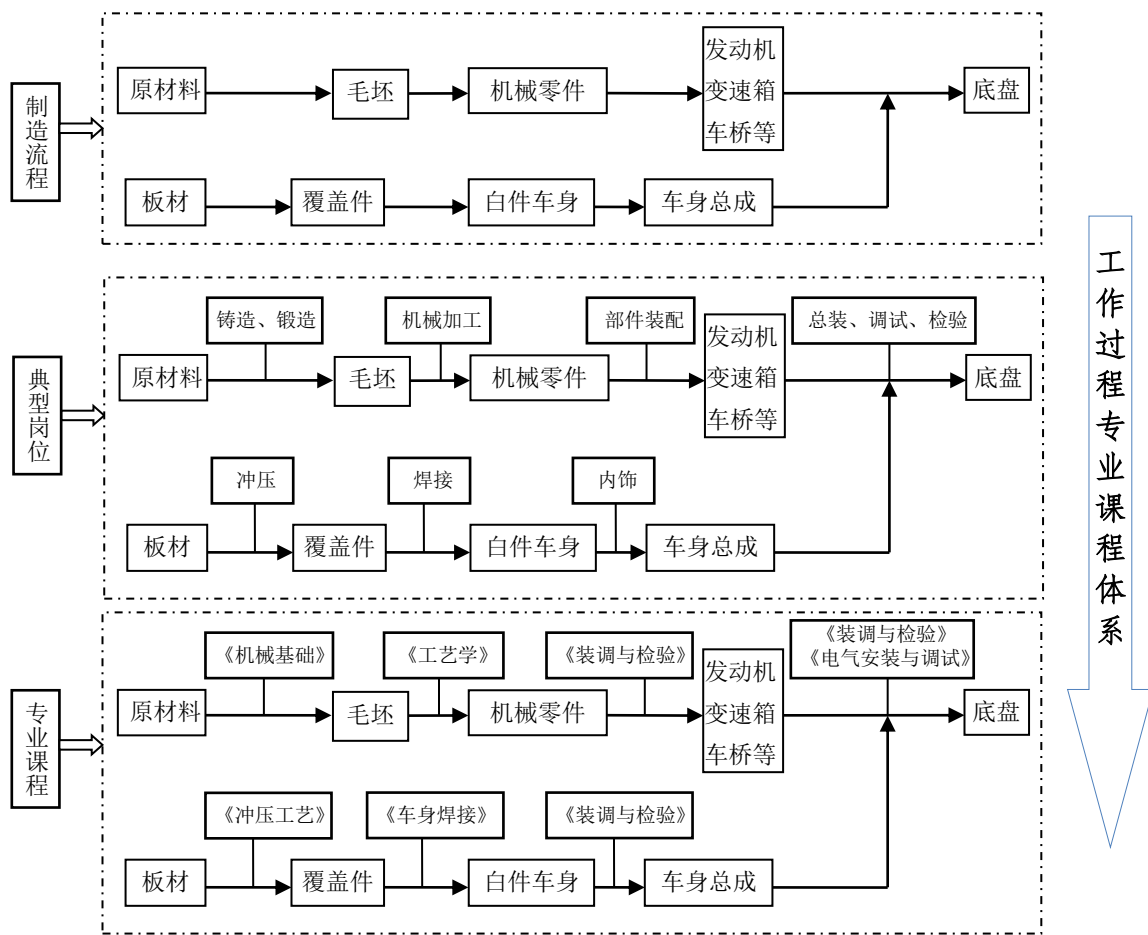 制造流程
原材料
毛坯
机械零件
发动机
变速箱
车桥等
底盘
板材
覆盖件
白件车身
车身总成
典型岗位
铸造、锻造
机械加工
部件装配
总装、调试、检验
原材料
毛坯
机械零件
发动机
变速箱
车桥等
底盘
冲压
焊接
内饰
板材
覆盖件
白件车身
车身总成
专业课程
《机械基础》
《工艺学》
《装调与检验》
《装调与检验》
《电气安装与调试》
原材料
毛坯
机械零件
发动机
变速箱
车桥等
底盘
《冲压工艺》
《车身焊接》
《装调与检验》
板材
覆盖件
白件车身
车身总成
工作过程专业课程体系